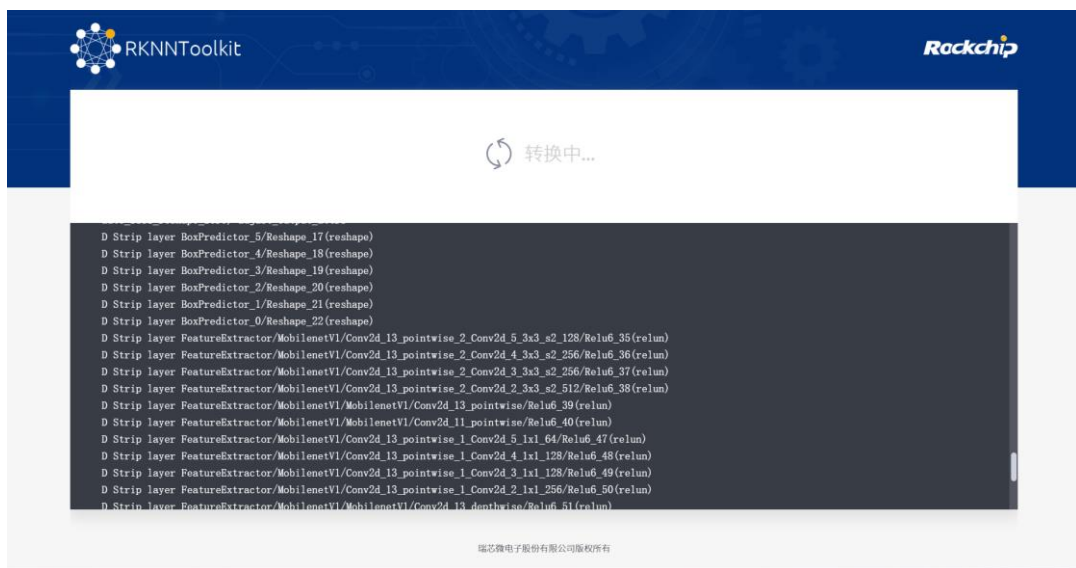 RKNNToolkit
Rockchip
转换中...
D Strip layer BoxPredictor_5/Reshape_17(reshape)
D Strip layer BoxPredictor_4/Reshape_18(reshape)
D Strip layer BoxPredictor_3/Reshape_19(reshape)
D Strip layer BoxPredictor_2/Reshape_20(reshape)
D Strip layer BoxPredictor_1/Reshape_21(reshape)
D Strip layer BoxPredictor_0/Reshape_22(reshape)
D Strip layer FeatureExtractor/MobilenetV1/Conv2d_13_pointwise_2_Conv2d_5_3x3_s2_128/Relu6_35(relun)
D Strip layer FeatureExtractor/MobilenetV1/Conv2d_13_pointwise_2_Conv2d_4_3x3_s2_256/Relu6_36(relun)
D Strip layer FeatureExtractor/MobilenetV1/Conv2d_13_pointwise_2_Conv2d_3_3x3_s2_256/Relu6_37(relun)
D Strip layer FeatureExtractor/MobilenetV1/Conv2d_13_pointwise_2_Conv2d_2_3x3_s2_512/Relu6_38(relun)
D Strip layer FeatureExtractor/MobilenetV1/MobilenetV1/Conv2d_13_pointwise/Relu6_39(relun)
D Strip layer FeatureExtractor/MobilenetV1/MobilenetV1/Conv2d_11_pointwise/Relu6_40(relun)
D Strip layer FeatureExtractor/MobilenetV1/Conv2d_13_pointwise_1_Conv2d_5_1x1_64/Relu6_47(relun)
D Strip layer FeatureExtractor/MobilenetV1/Conv2d_13_pointwise_1_Conv2d_4_1x1_128/Relu6_48(relun)
D Strip layer FeatureExtractor/MobilenetV1/Conv2d_13_pointwise_1_Conv2d_3_1x1_128/Relu6_49(relun)
D Strip layer FeatureExtractor/MobilenetV1/Conv2d_13_pointwise_1_Conv2d_2_1x1_256/Relu6_50(relun)
D Strip layer FeatureExtractor/MobilenetV1/MobilenetV1/Conv2d_13_depthwise/Relu6_51(relun)
瑞芯微电子股份有限公司版权所有